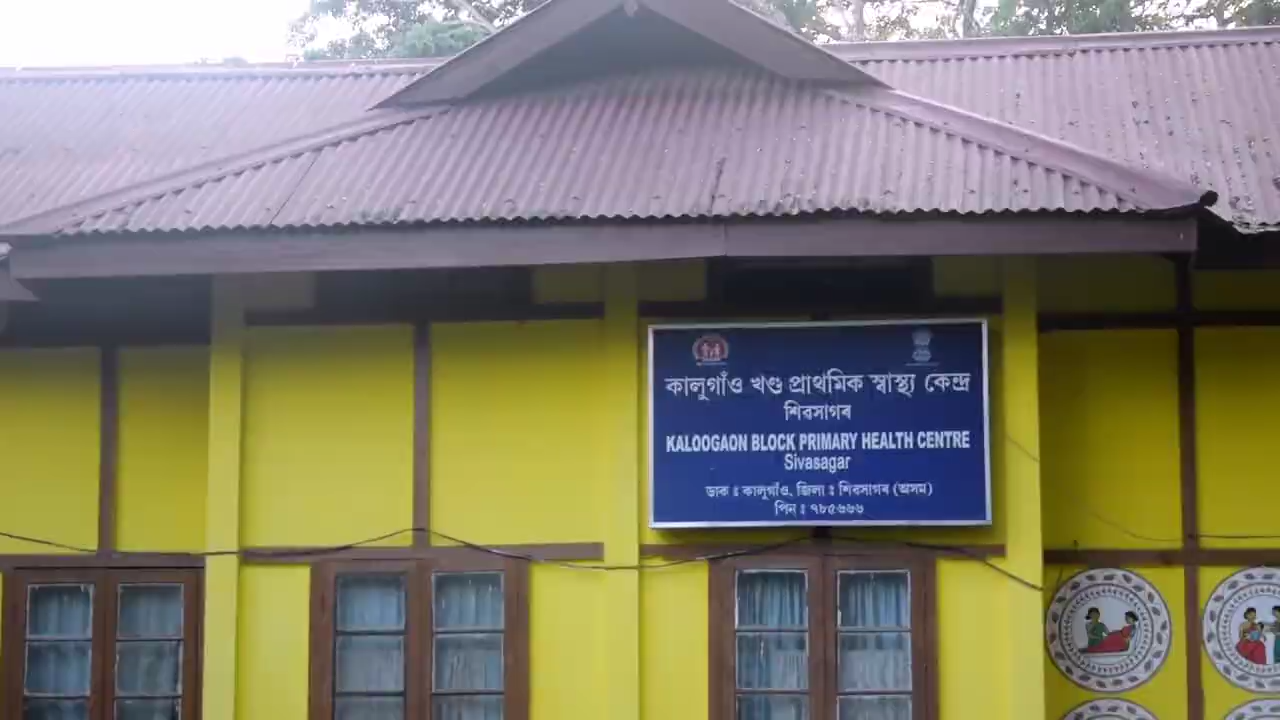 কালুগাঁও খণ্ড প্ৰাথমিক স্বাস্থ্য কেন্দ্ৰ
শিৱসাগৰ
KALOOGAON BLOCK PRIMARY HEALTH CENTRE
Sivasagar
ডাক ঃ কালুগাঁও, জিলা ঃ শিৱসাগৰ (অসম)
পিন ঃ ৭৮৫৬৬৬